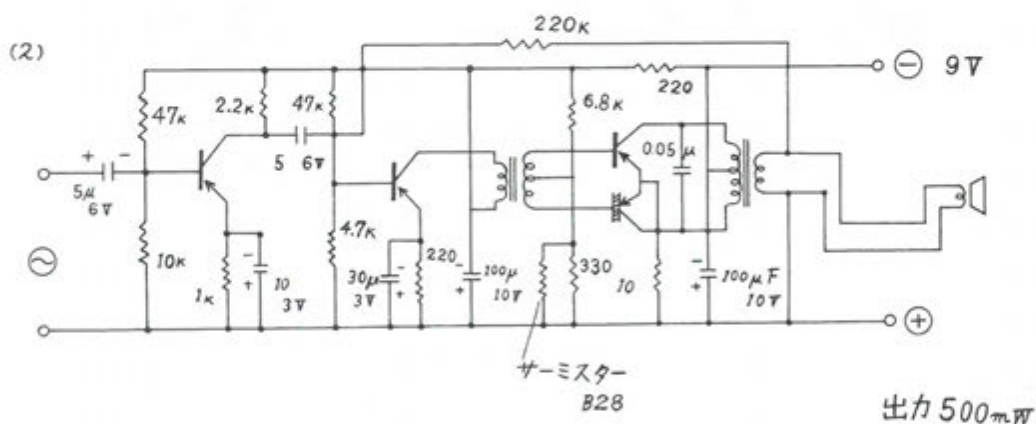 220K
(2)
⊖ 9V
220
47K
2.2K
47K
6.8K
5 6V
0.05μ
+ -
5μ
6V
10K
1K
-
+
10
3V
4.7K
30μ
3V
-
+
220
-
+
100μ
10V
330
10
-
+
100μF
10V
⊕
サーミスター
B28
出力 500mW